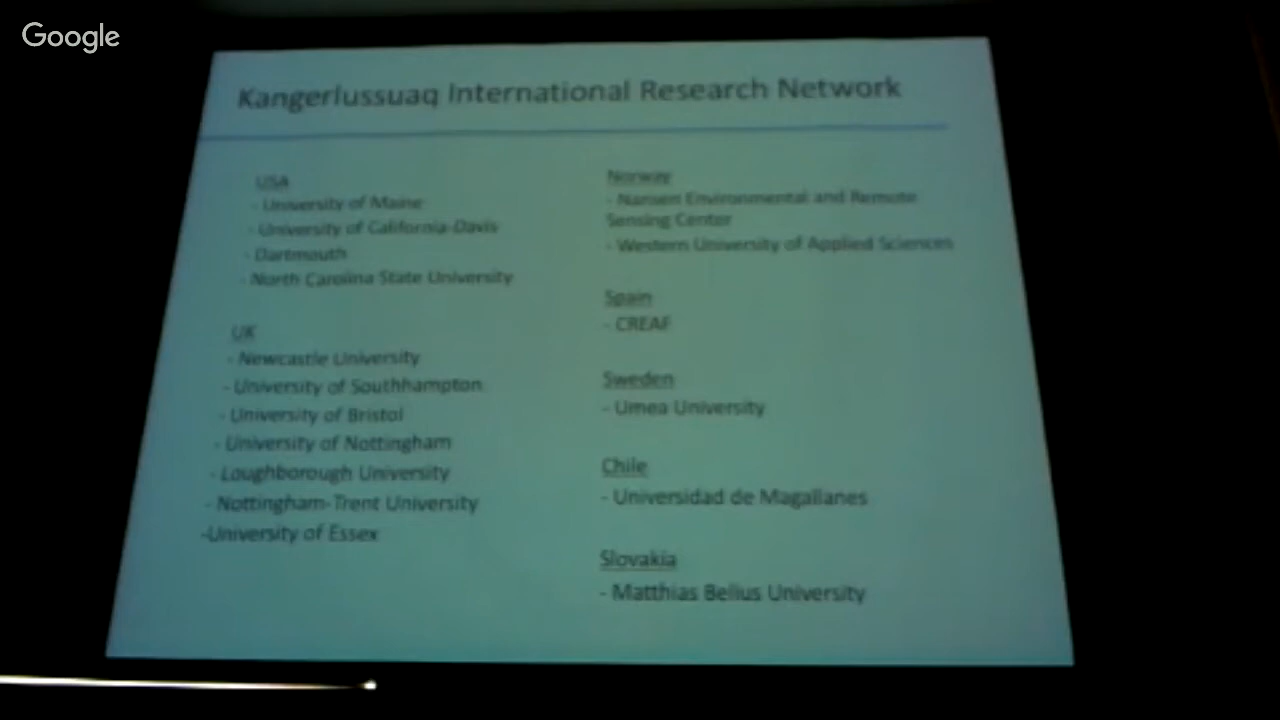 Google
Kangerlussuaq International Research Network
USA
- University of Maine
- University of California-Davis
- Dartmouth
- North Carolina State University
UK
- Newcastle University
- University of Southhampton
- University of Bristol
- University of Nottingham
- Loughborough University
- Nottingham-Trent University
-University of Essex
Norway
- Nansen Environmental and Remote
Sensing Center
- Western University of Applied Sciences
Spain
- CREAF
Sweden
- Umea University
Chile
- Universidad de Magallanes
Slovakia
- Matthias Belius University